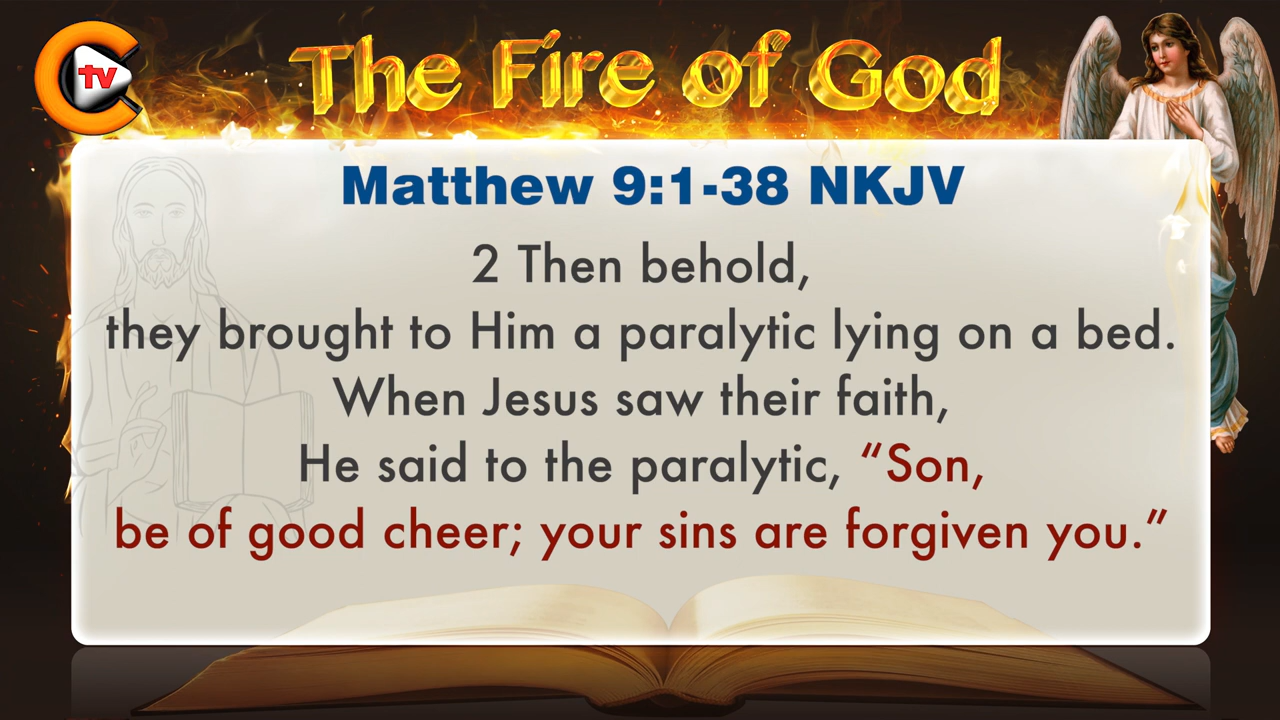 tv
The Fire of God
Matthew 9:1-38 NKJV
2 Then behold,
they brought to Him a paralytic lying on a bed.
When Jesus saw their faith,
He said to the paralytic, “Son,
be of good cheer; your sins are forgiven you.”